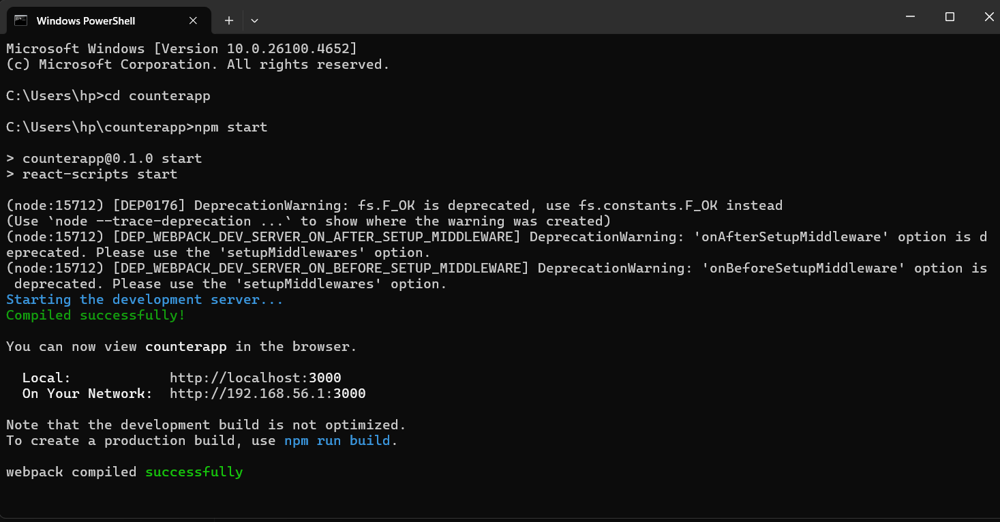 Windows PowerShell
Microsoft Windows [Version 10.0.26100.4652]
(c) Microsoft Corporation. All rights reserved.
C:\Users\hp>cd counterapp
C:\Users\hp\counterapp>npm start
> counterapp@0.1.0 start
> react-scripts start
(node:15712) [DEP0176] DeprecationWarning: fs.F_OK is deprecated, use fs.constants.F_OK instead
(Use `node --trace-deprecation ...` to show where the warning was created)
(node:15712) [DEP_WEBPACK_DEV_SERVER_ON_AFTER_SETUP_MIDDLEWARE] DeprecationWarning: 'onAfterSetupMiddleware' option is d
eprecated. Please use the 'setupMiddlewares' option.
(node:15712) [DEP_WEBPACK_DEV_SERVER_ON_BEFORE_SETUP_MIDDLEWARE] DeprecationWarning: 'onBeforeSetupMiddleware' option is
 deprecated. Please use the 'setupMiddlewares' option.
Starting the development server...
Compiled successfully!
You can now view counterapp in the browser.
  Local:            http://localhost:3000
  On Your Network:  http://192.168.56.1:3000
Note that the development build is not optimized.
To create a production build, use npm run build.
webpack compiled successfully